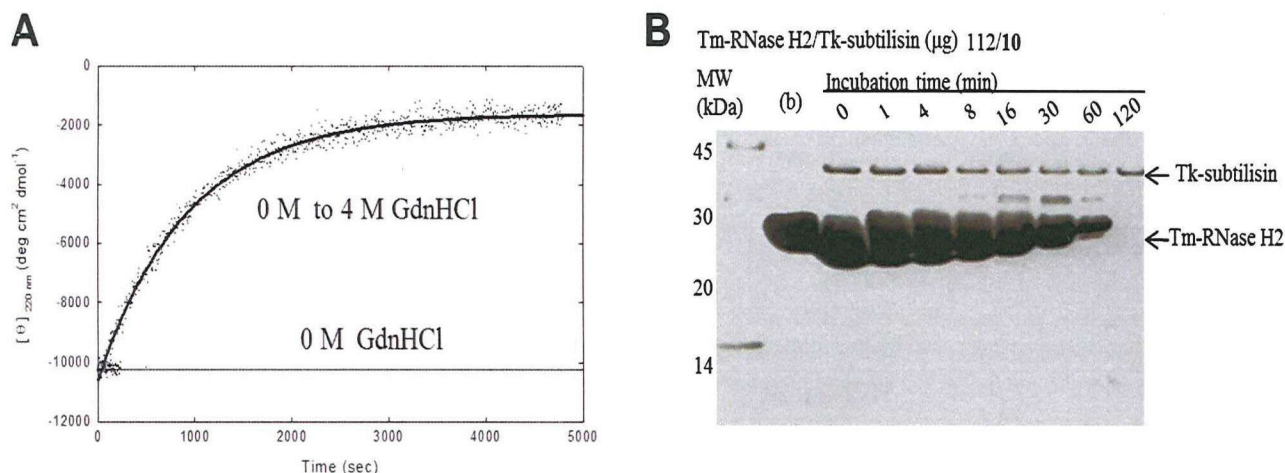 A
[Θ] 220 nm (deg cm² dmol⁻¹)
0
-2000
-4000
-6000
-8000
-10000
-12000
0 M to 4 M GdnHCl
0 M GdnHCl
0 1000 2000 3000 4000 5000
Time (sec)
B
Tm-RNase H2/Tk-subtilisin (µg) 112/10
MW
(kDa)
(b)
Incubation time (min)
0 1 4 8 16 30 60 120
45
30
20
14
Tk-subtilisin
Tm-RNase H2